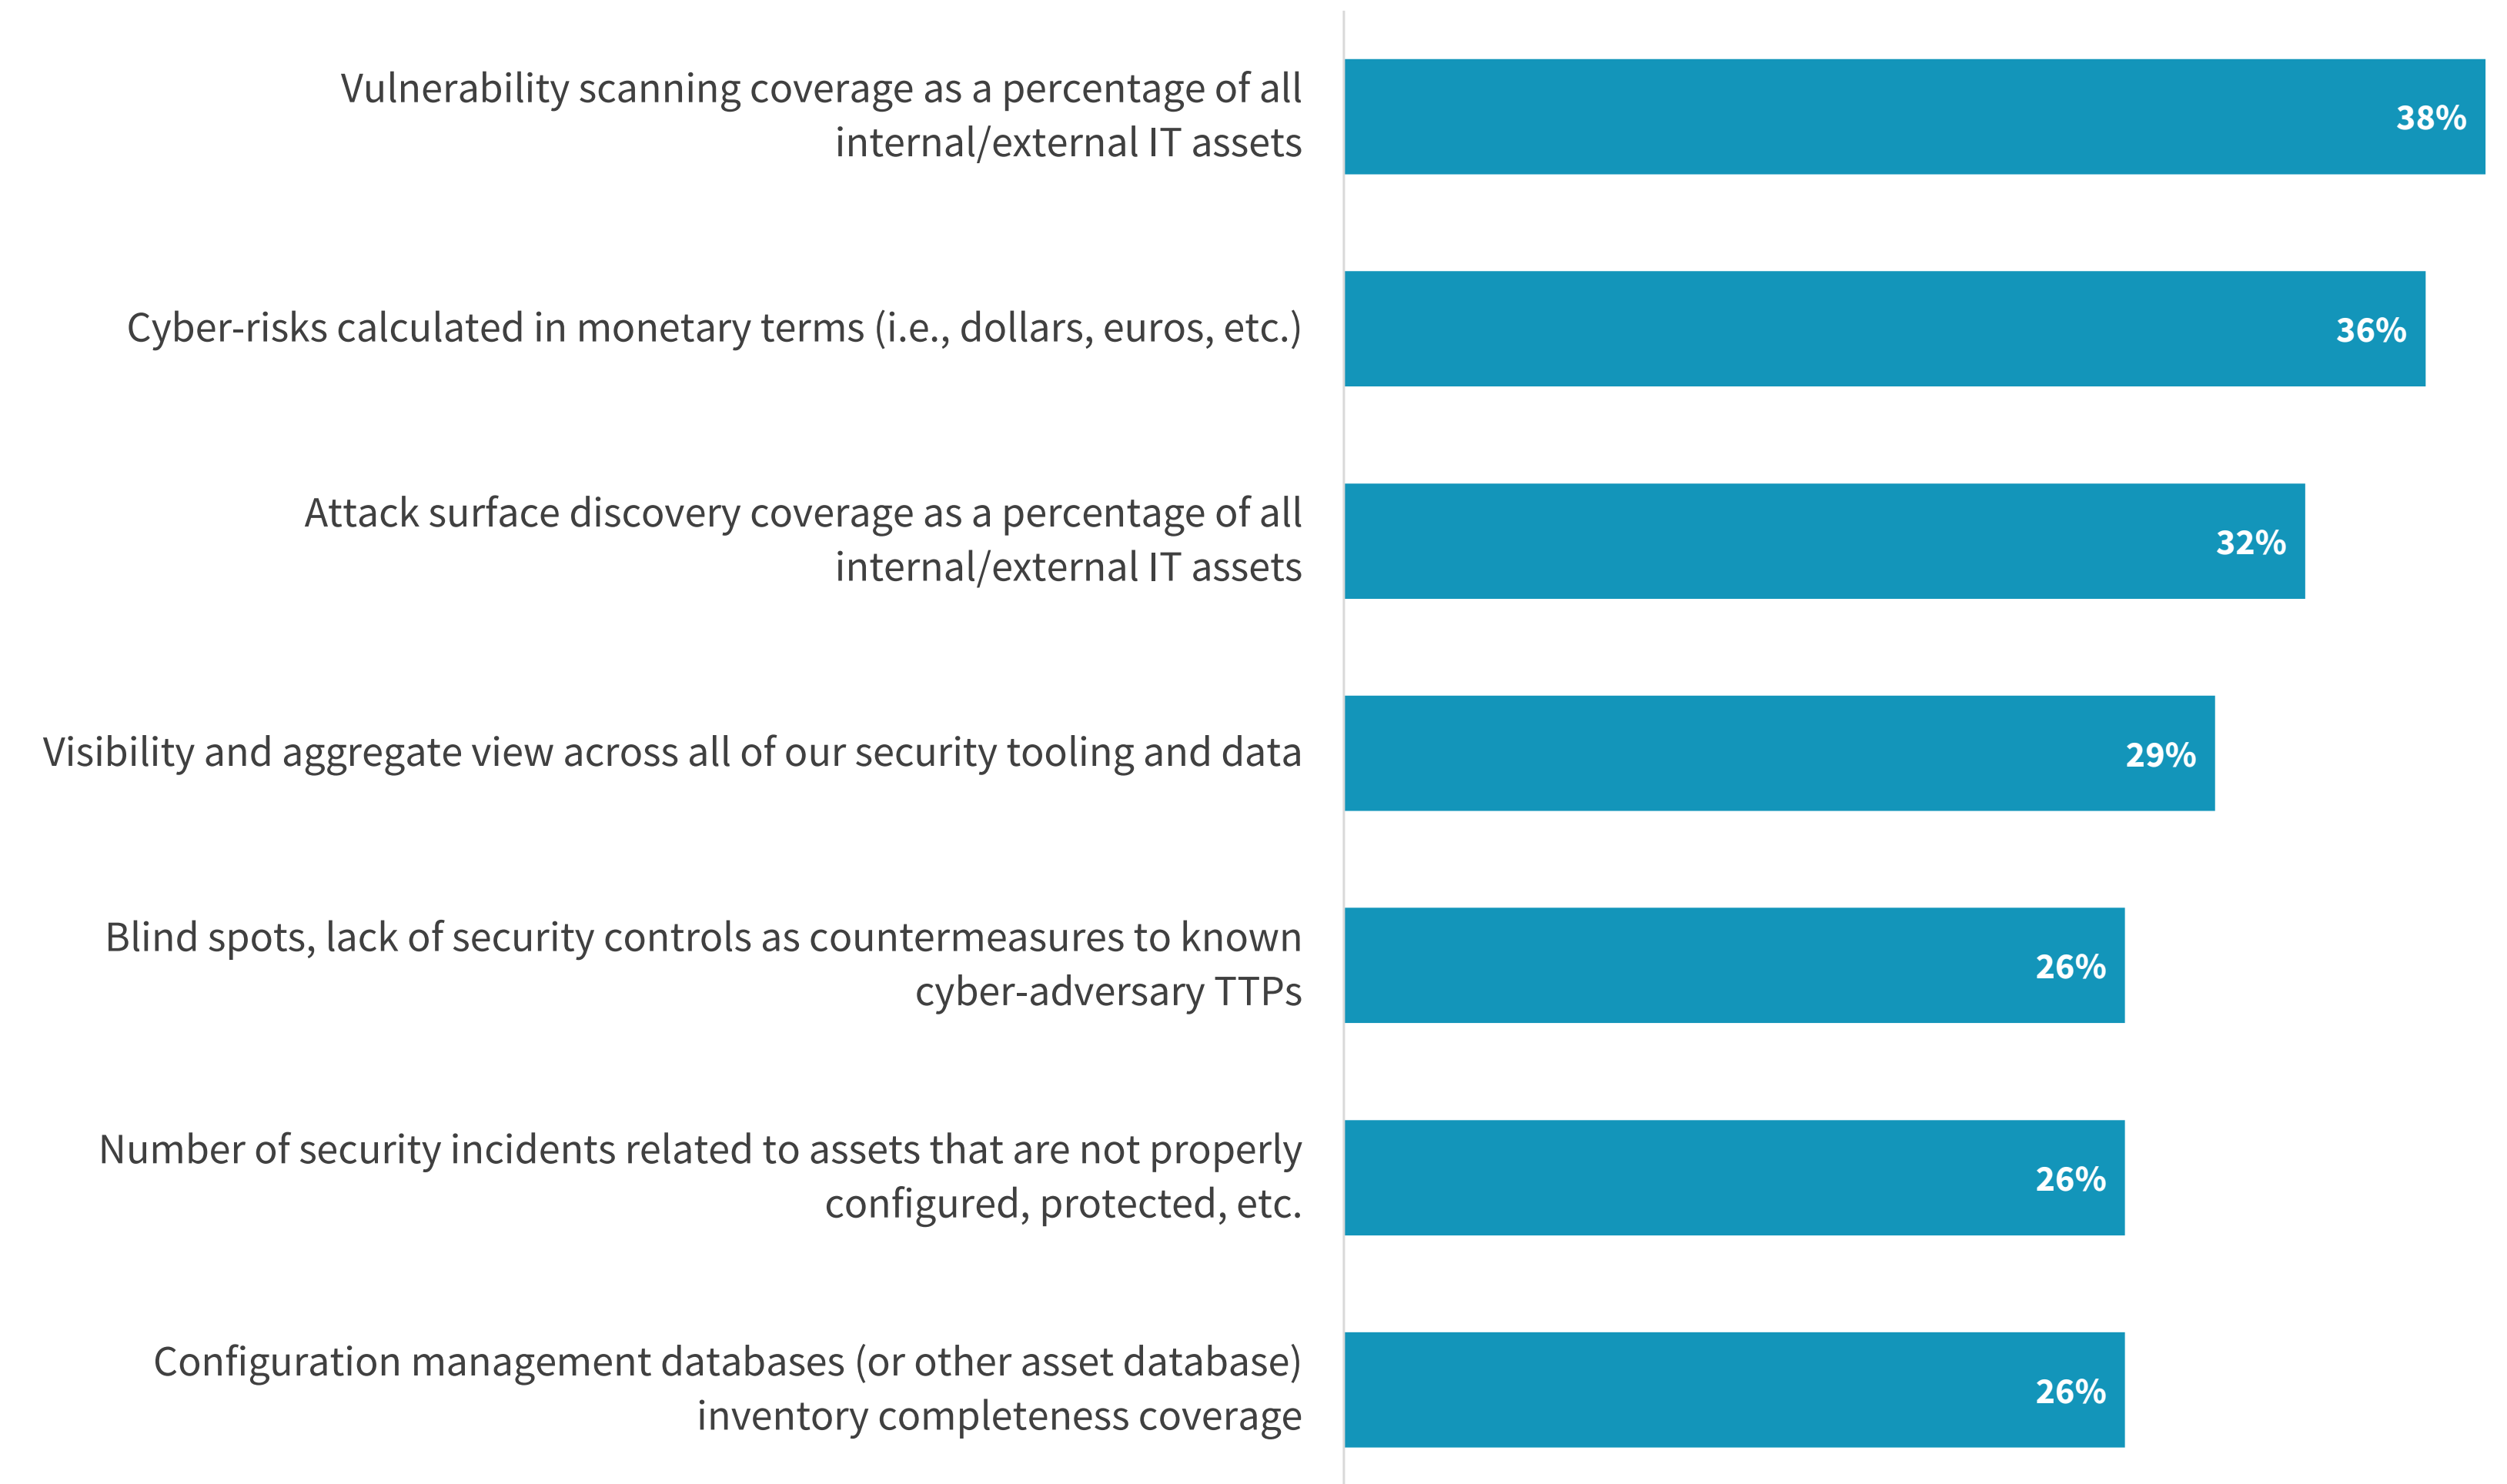 Vulnerability scanning coverage as a percentage of all
internal/external IT assets
38%
Cyber-risks calculated in monetary terms (i.e., dollars, euros, etc.)
36%
Attack surface discovery coverage as a percentage of all
internal/external IT assets
32%
Visibility and aggregate view across all of our security tooling and data
29%
Blind spots, lack of security controls as countermeasures to known
cyber-adversary TTPs
26%
Number of security incidents related to assets that are not properly
configured, protected, etc.
26%
Configuration management databases (or other asset database)
inventory completeness coverage
26%